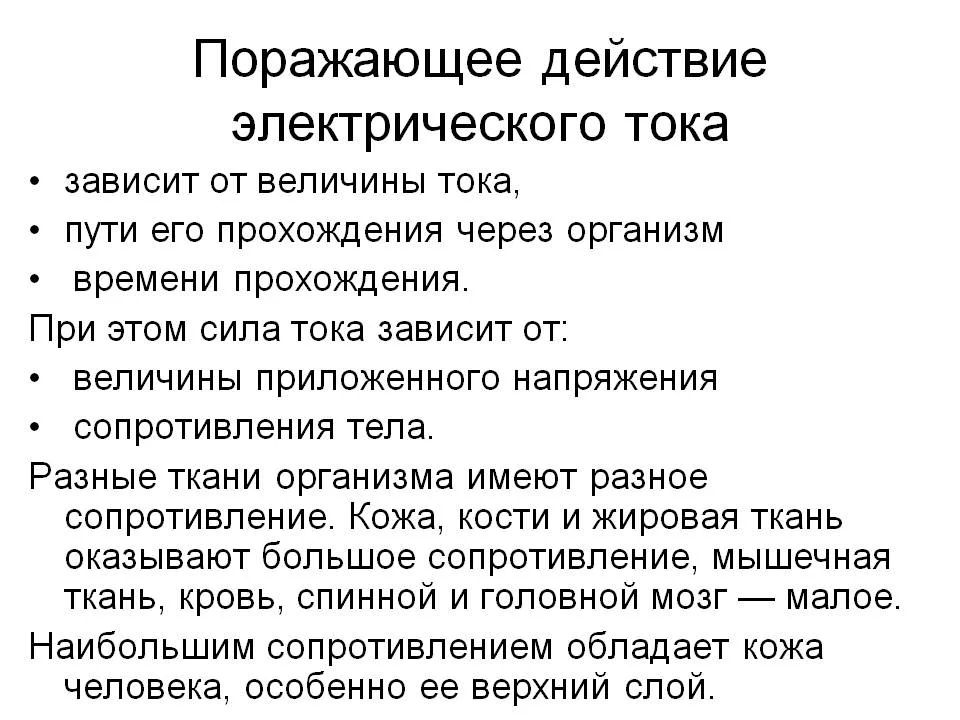 Поражающее действие
электрического тока
• зависит от величины тока,
• пути его прохождения через организм
• времени прохождения.
При этом сила тока зависит от:
• величины приложенного напряжения
• сопротивления тела.
Разные ткани организма имеют разное
сопротивление. Кожа, кости и жировая ткань
оказывают большое сопротивление, мышечная
ткань, кровь, спинной и головной мозг — малое.
Наибольшим сопротивлением обладает кожа
человека, особенно ее верхний слой.